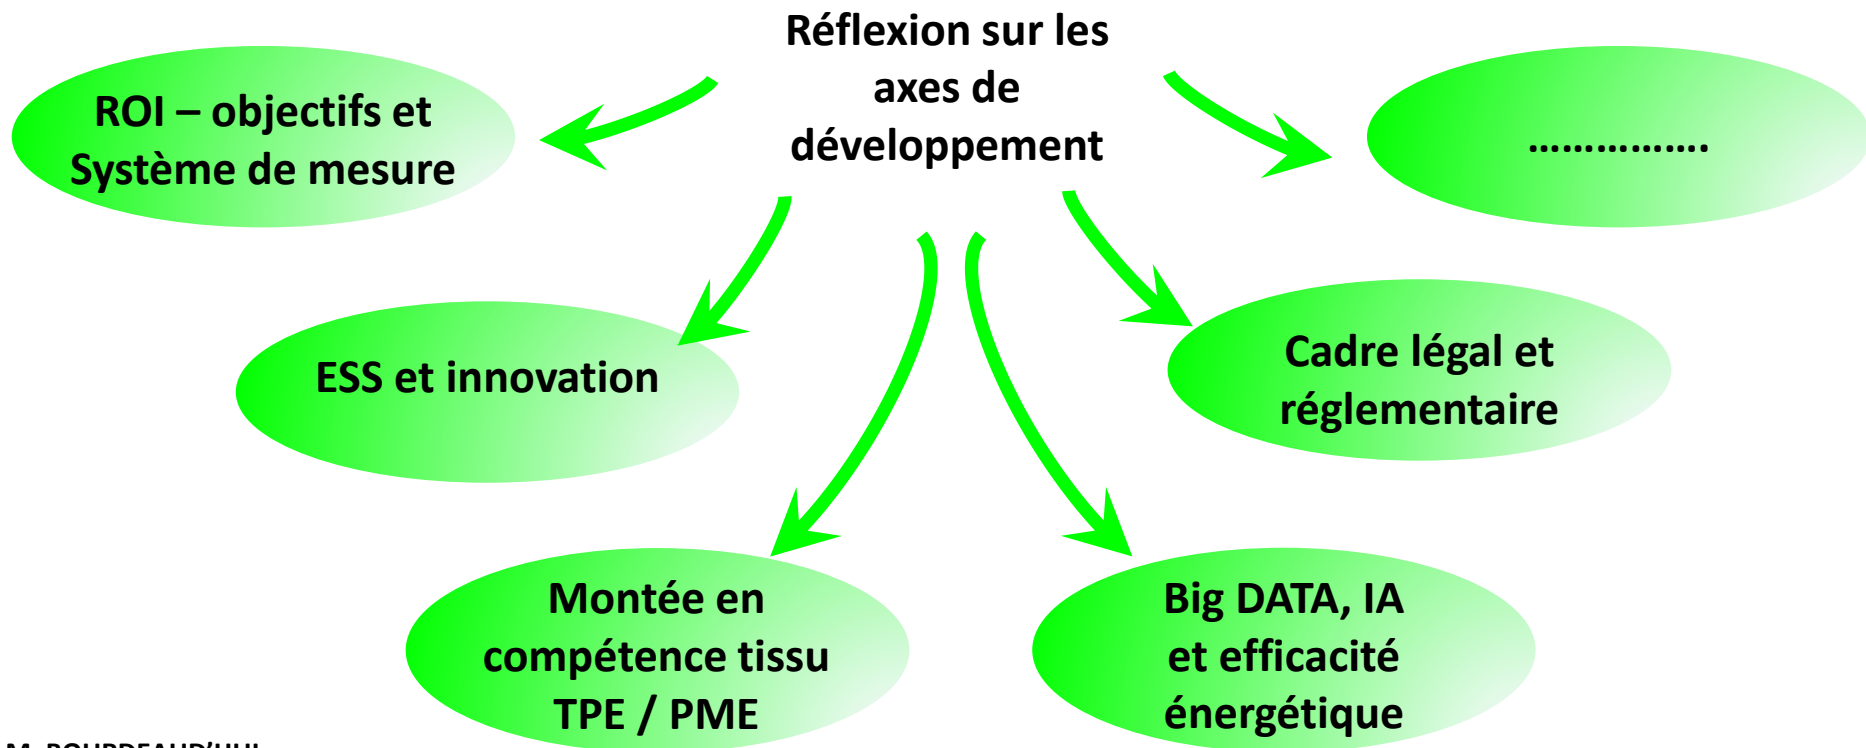 Réflexion sur les
axes de
développement
ROI – objectifs et
Système de mesure
…………….
ESS et innovation
Cadre légal et
réglementaire
Montée en
compétence tissu
TPE / PME
Big DATA, IA
et efficacité
énergétique